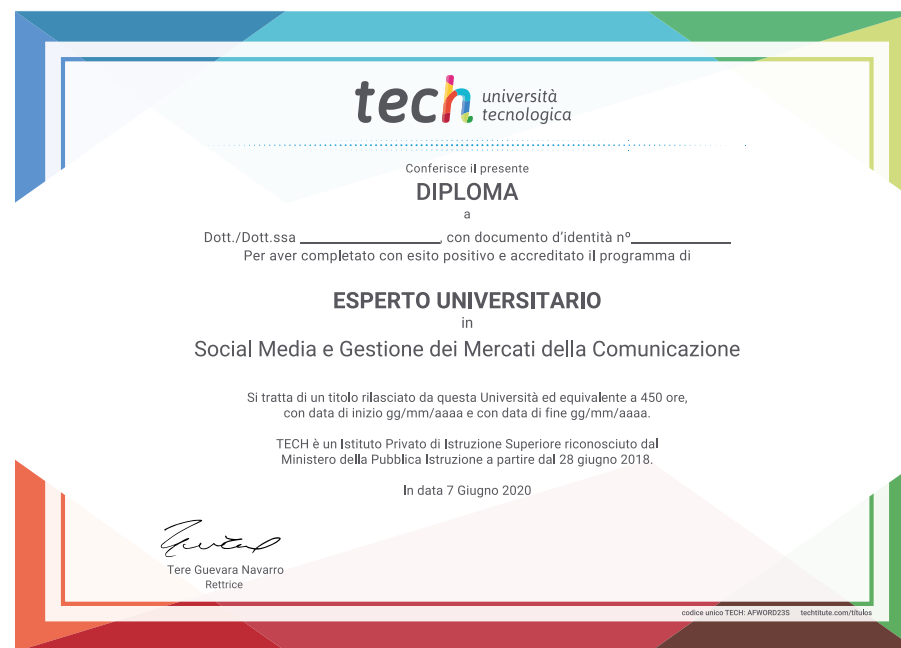 tech università
tecnologica
Conferisce il presente
DIPLOMA
a
Dott./Dott.ssa ____________________, con documento d'identità nº______________
Per aver completato con esito positivo e accreditato il programma di
ESPERTO UNIVERSITARIO
in
Social Media e Gestione dei Mercati della Comunicazione
Si tratta di un titolo rilasciato da questa Università ed equivalente a 450 ore,
con data di inizio gg/mm/aaaa e con data di fine gg/mm/aaaa.
TECH è un Istituto Privato di Istruzione Superiore riconosciuto dal
Ministero della Pubblica Istruzione a partire dal 28 giugno 2018.
In data 7 Giugno 2020
Tere Guevara Navarro
Rettrice
codice unico TECH: AFWORD23S techtitute.com/títulos